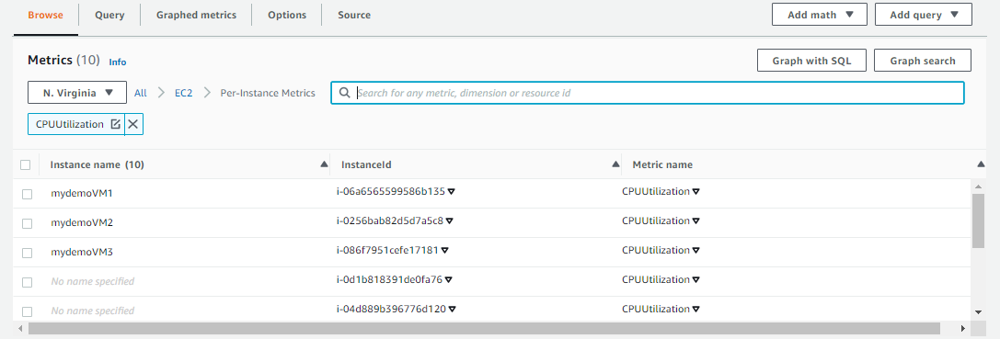 Browse Query Graphed metrics Options Source Add math Add query
Metrics (10) Info Graph with SQL Graph search
N. Virginia All EC2 Per-Instance Metrics Search for any metric, dimension or resource id
CPUUtilization
Instance name (10) InstanceId Metric name
mydemoVM1 i-06a6565599586b135 CPUUtilization
mydemoVM2 i-0256bab82d5d7a5c8 CPUUtilization
mydemoVM3 i-086f7951cefe17181 CPUUtilization
No name specified i-0d1b818391de0fa76 CPUUtilization
No name specified i-04d889b396776d120 CPUUtilization